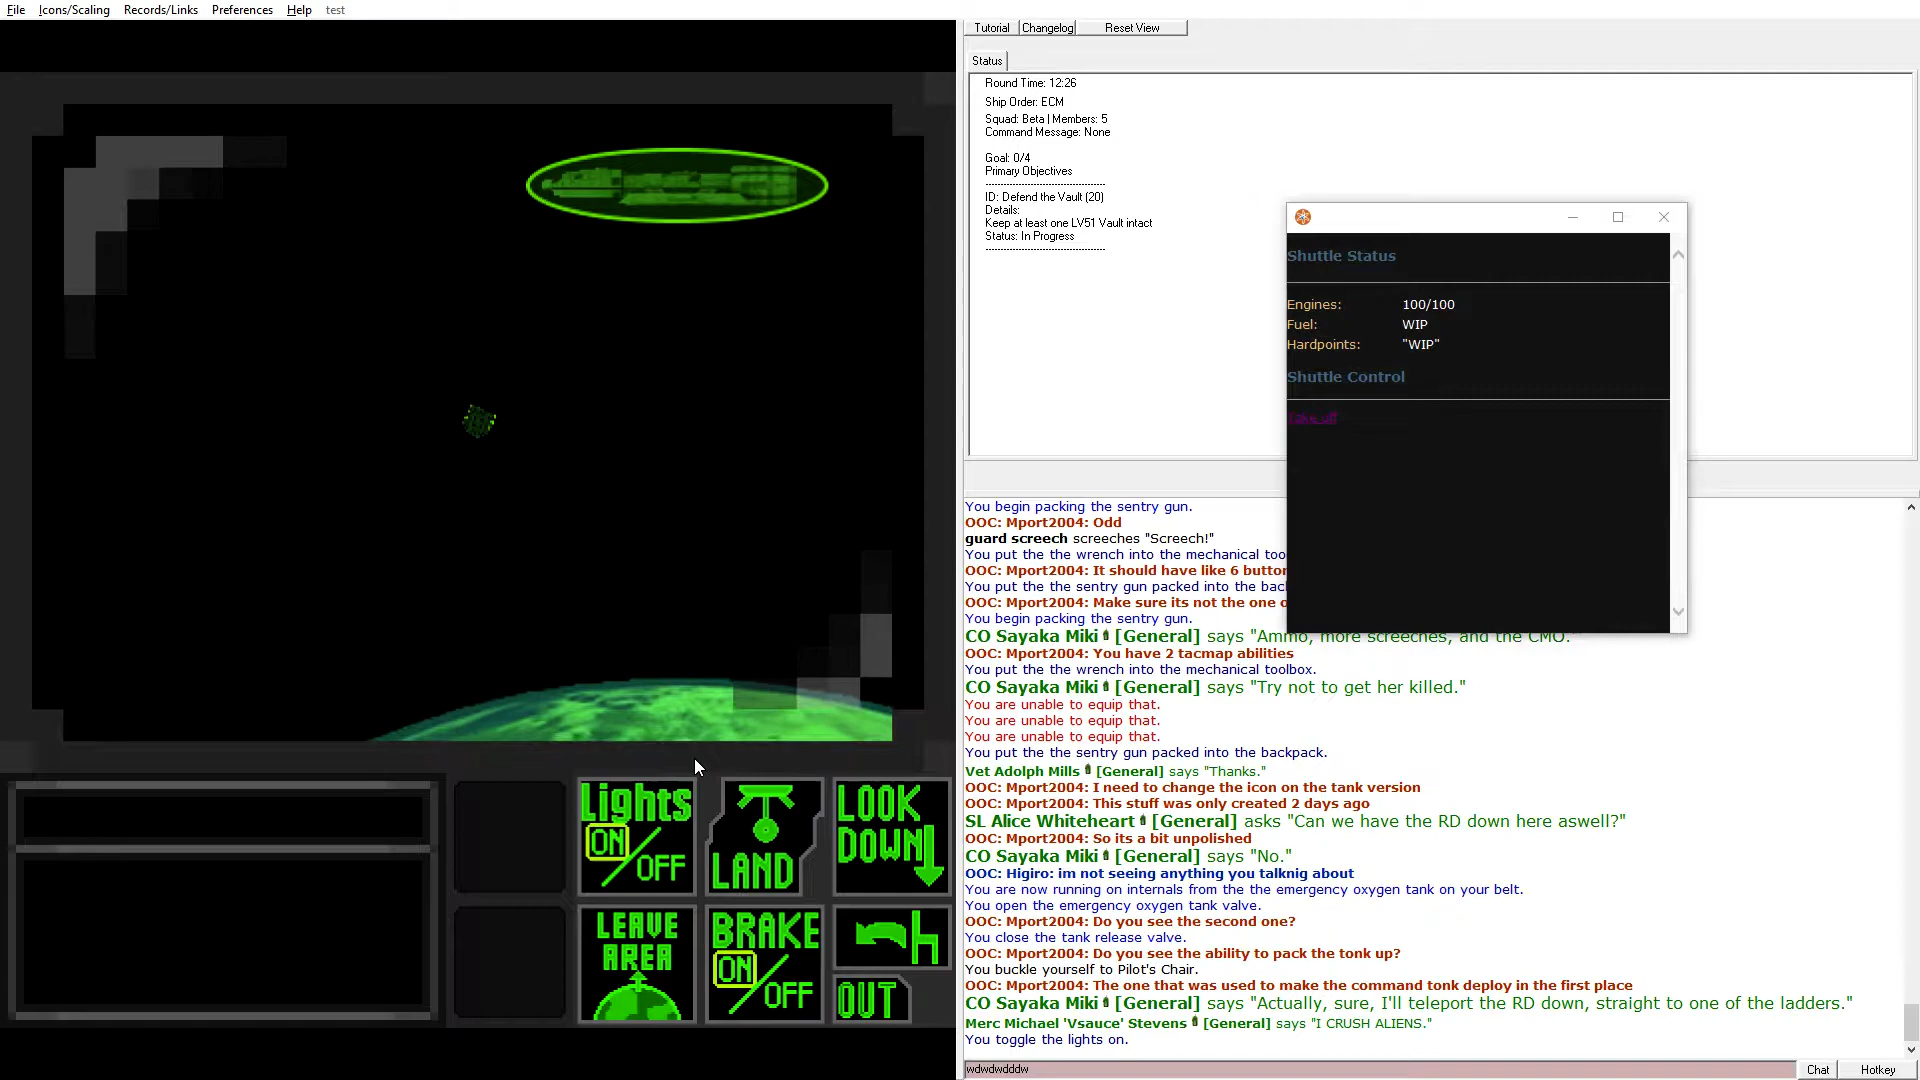 File Icons/Scaling Records/Links Preferences Help test
Tutorial Changelog Reset View
Status
Round Time: 12:26
Ship Order: ECM
Squad: Beta | Members: 5
Command Message: None
Goal: 0/4
Primary Objectives
----------------------------------------
ID: Defend the Vault (20)
Details:
Keep at least one LV51 Vault intact
Status: In Progress
----------------------------------------
Shuttle Status
Engines: 100/100
Fuel: WIP
Hardpoints: "WIP"
Shuttle Control
Take off
You begin packing the sentry gun.
OOC: Mport2004: Odd
guard screech screeches "Screech!"
You put the the wrench into the mechanical too
OOC: Mport2004: It should have like 6 button
You put the the sentry gun packed into the back
OOC: Mport2004: Make sure its not the one o
You begin packing the sentry gun.
CO Sayaka Miki [General] says "Ammo, more screeches, and the CMO."
OOC: Mport2004: You have 2 tacmap abilities
You put the the wrench into the mechanical toolbox.
CO Sayaka Miki [General] says "Try not to get her killed."
You are unable to equip that.
You are unable to equip that.
You are unable to equip that.
You put the the sentry gun packed into the backpack.
Vet Adolph Mills [General] says "Thanks."
OOC: Mport2004: I need to change the icon on the tank version
OOC: Mport2004: This stuff was only created 2 days ago
SL Alice Whiteheart [General] asks "Can we have the RD down here aswell?"
OOC: Mport2004: So its a bit unpolished
CO Sayaka Miki [General] says "No."
OOC: Higiro: im not seeing anything you talknig about
You are now running on internals from the the emergency oxygen tank on your belt.
You open the emergency oxygen tank valve.
OOC: Mport2004: Do you see the second one?
You close the tank release valve.
OOC: Mport2004: Do you see the ability to pack the tonk up?
You buckle yourself to Pilot's Chair.
OOC: Mport2004: The one that was used to make the command tonk deploy in the first place
CO Sayaka Miki [General] says "Actually, sure, I'll teleport the RD down, straight to one of the ladders."
Merc Michael 'Vsauce' Stevens [General] says "I CRUSH ALIENS."
You toggle the lights on.
wdwdwdddw
Chat Hotkey
Lights
ON/OFF
LAND
LOOK
DOWN
LEAVE
AREA
BRAKE
ON/OFF
OUT